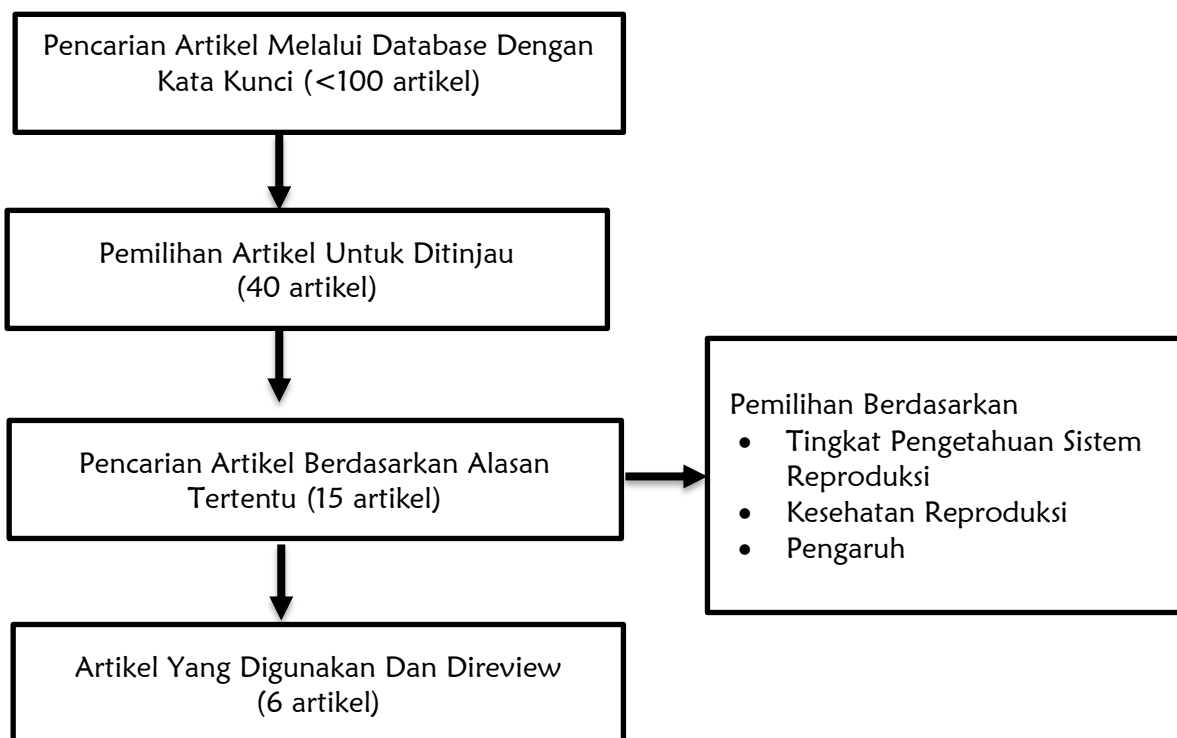 Pencarian Artikel Melalui Database Dengan
Kata Kunci (<100 artikel)
Pemilihan Artikel Untuk Ditinjau
(40 artikel)
Pencarian Artikel Berdasarkan Alasan
Tertentu (15 artikel)
Pemilihan Berdasarkan
• Tingkat Pengetahuan Sistem
Reproduksi
• Kesehatan Reproduksi
• Pengaruh
Artikel Yang Digunakan Dan Direview
(6 artikel)